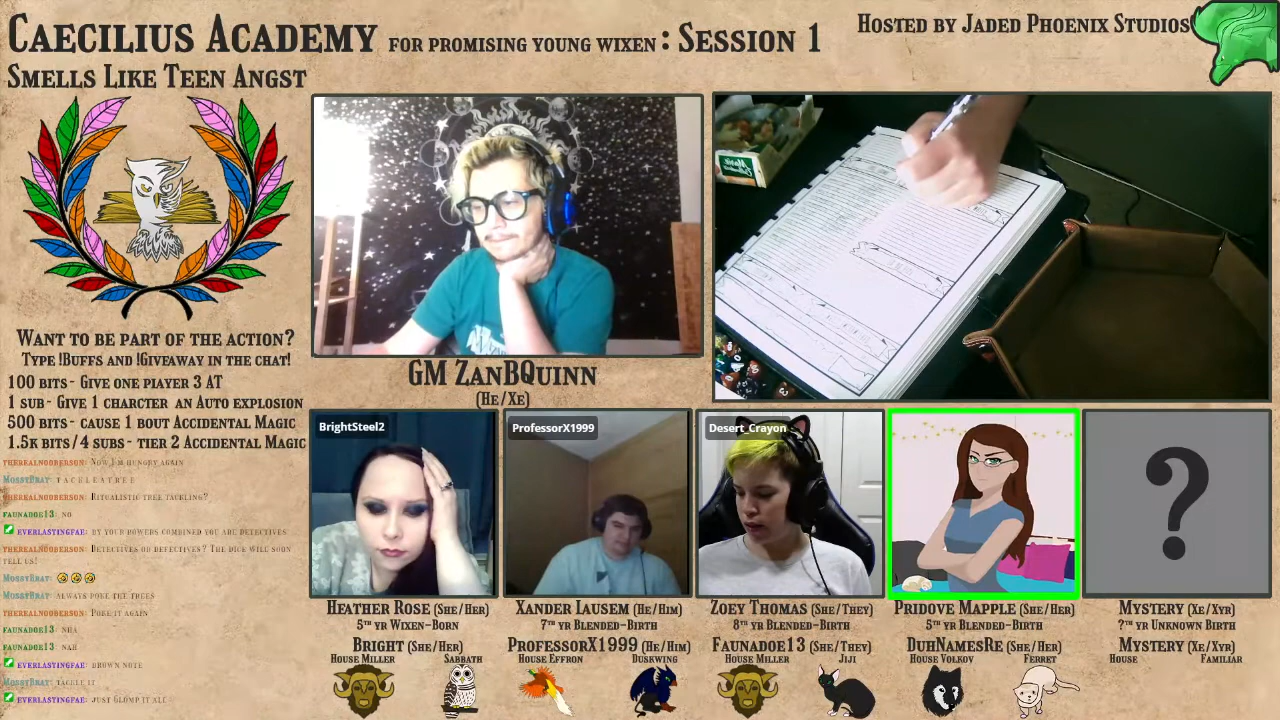 Caecilius Academy for promising young wixen: Session 1
Hosted by Jaded Phoenix Studios
Smells Like Teen Angst
Want to be part of the action?
Type !Buffs and !Giveaway in the chat!
100 bits - Give one piayer 3 AT
1 sub - Give 1 charcter an Auto explosion
500 bits - cause 1 bout Accidental Magic
1.5k bits/4 subs - tier 2 Accidental Magic
therealnooberson: Now I'm hungry again
MossyBrat: T A C K L E A T R E E
therealnooberson: Ritualistic tree tackling?
faunadoe13: no
everlastingfae: by your powers combined you are detectives
therealnooberson: Detectives or defectives? The dice will soon
tell us!
MossyBrat:
MossyBrat: always poke the trees
therealnooberson: Poke it again
faunadoe13: nha
faunadoe13: nah
everlastingfae: brown note
MossyBrat: tackle it
everlastingfae: just glomp it all
GM ZanBQuinn
(He/Xe)
BrightSteel2
ProfessorX1999
Desert_Crayon
Heather Rose (She/Her)
5th yr Wixen-Born
Bright (She/Her)
House Miller
Sabbath
Xander Lausem (He/Him)
7th yr Blended-Birth
ProfessorX1999 (He/Him)
House Effron
Duskwing
Zoey Thomas (She/They)
8th yr Blended-Birth
Faunadoe13 (She/They)
House Miller
Jiji
Pridove Mapple (She/Her)
5th yr Blended-Birth
DuhNamesRe (She/Her)
House Volkov
Ferret
?
Mystery (Xe/Xyr)
?th yr Unknown Birth
Mystery (Xe/Xyr)
House
Familiar